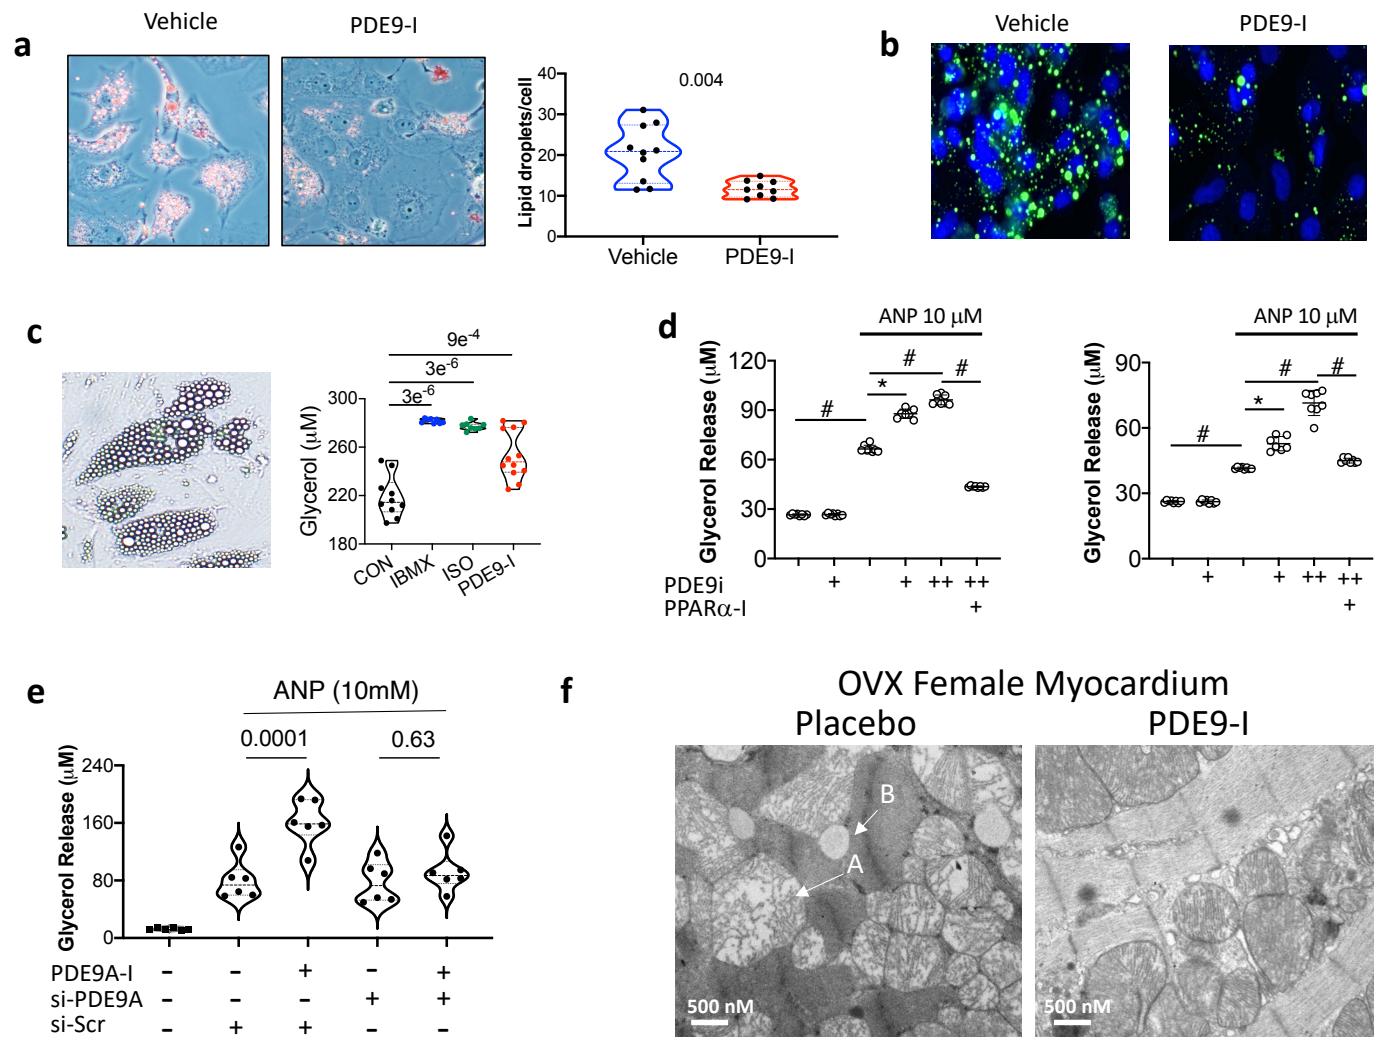 a
Vehicle
PDE9-I
Lipid droplets/cell
40
30
20
10
0
0.004
Vehicle
PDE9-I
b
Vehicle
PDE9-I
c
Glycerol (μM)
300
260
220
180
9e-4
3e-6
3e-6
CON
IBMX
ISO
PDE9-I
d
ANP 10 μM
Glycerol Release (μM)
120
90
60
30
0
#
*
#
#
+ + ++ ++
PDE9i
PPARα-I
+
ANP 10 μM
Glycerol Release (μM)
90
60
30
0
#
*
#
#
+ + ++ ++
+
e
ANP (10mM)
0.0001
0.63
Glycerol Release (μM)
240
160
80
0
PDE9A-I - - + - +
si-PDE9A - - - + +
si-Scr - + + - -
f
OVX Female Myocardium
Placebo
PDE9-I
B
A
500 nM
500 nM